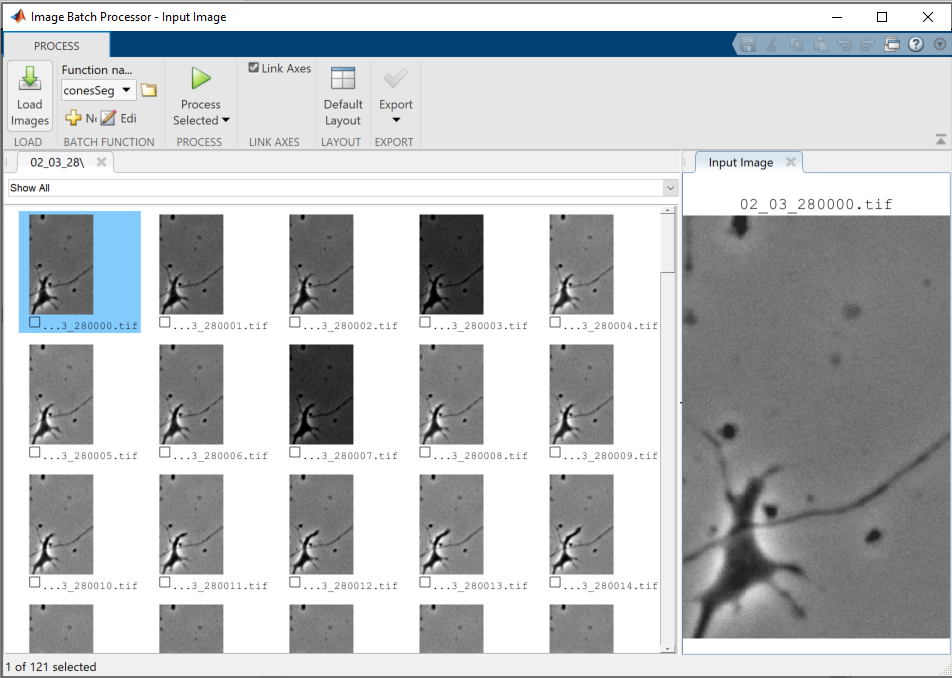 Image Batch Processor - Input Image
PROCESS
Load Images
LOAD
Function na...
conesSeg
Edi
BATCH FUNCTION
Process Selected
PROCESS
Link Axes
LINK AXES
Default Layout
LAYOUT
Export
EXPORT
02_03_28\
Show All
...3_280000.tif ...3_280001.tif ...3_280002.tif ...3_280003.tif ...3_280004.tif
...3_280005.tif ...3_280006.tif ...3_280007.tif ...3_280008.tif ...3_280009.tif
...3_280010.tif ...3_280011.tif ...3_280012.tif ...3_280013.tif ...3_280014.tif
Input Image
02_03_280000.tif
1 of 121 selected